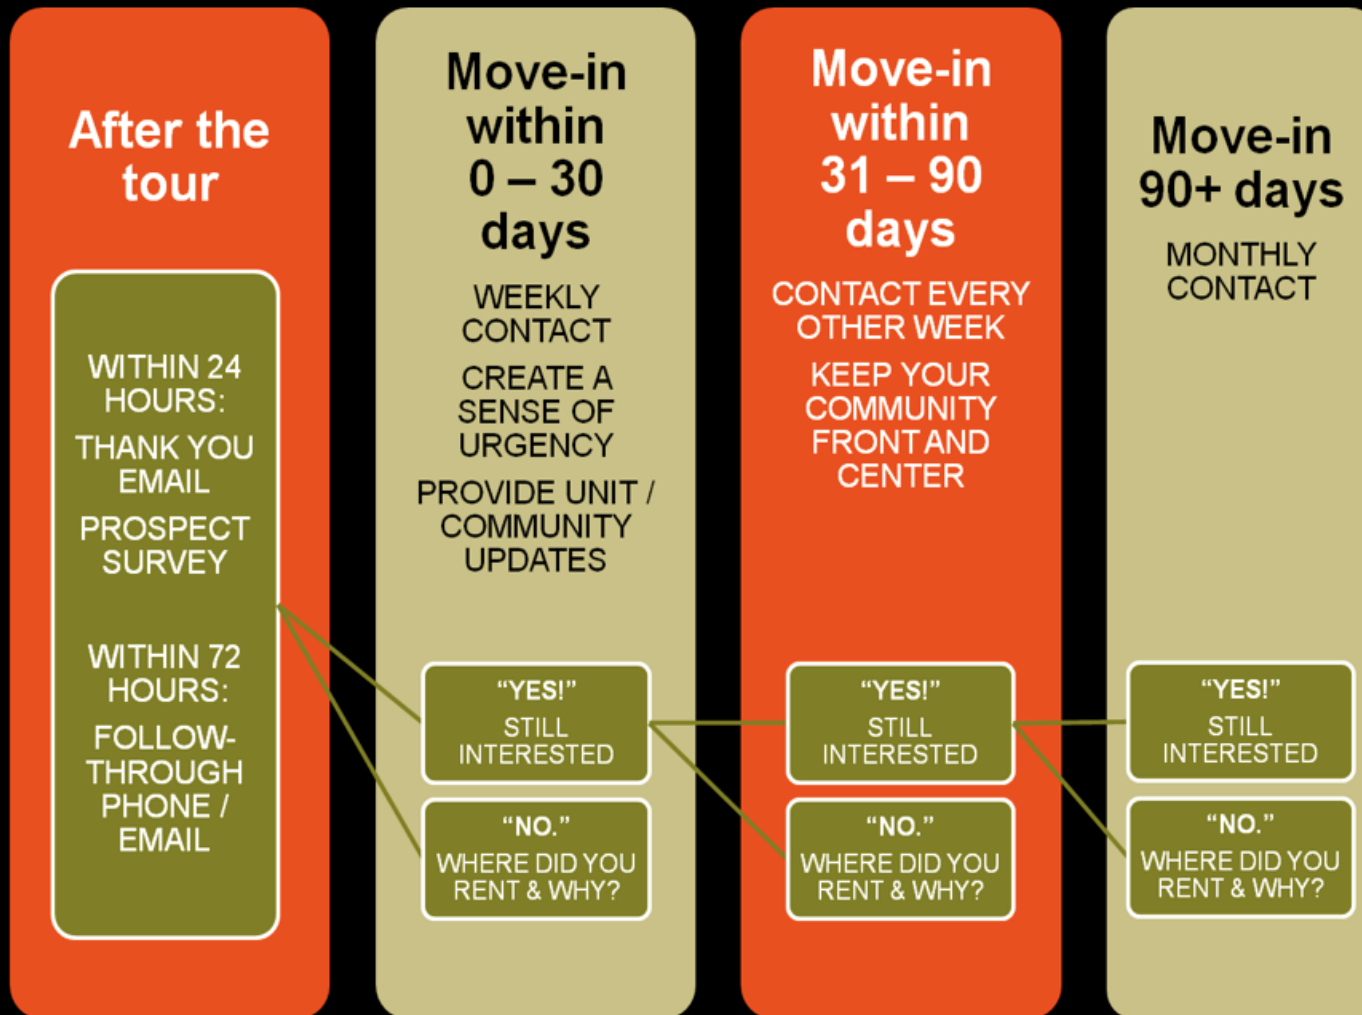 After the
tour
WITHIN 24
HOURS:
THANK YOU
EMAIL
PROSPECT
SURVEY
WITHIN 72
HOURS:
FOLLOW-
THROUGH
PHONE /
EMAIL
Move-in
within
0 – 30
days
WEEKLY
CONTACT
CREATE A
SENSE OF
URGENCY
PROVIDE UNIT /
COMMUNITY
UPDATES
“YES!”
STILL
INTERESTED
“NO.”
WHERE DID YOU
RENT & WHY?
Move-in
within
31 – 90
days
CONTACT EVERY
OTHER WEEK
KEEP YOUR
COMMUNITY
FRONT AND
CENTER
“YES!”
STILL
INTERESTED
“NO.”
WHERE DID YOU
RENT & WHY?
Move-in
90+ days
MONTHLY
CONTACT
“YES!”
STILL
INTERESTED
“NO.”
WHERE DID YOU
RENT & WHY?